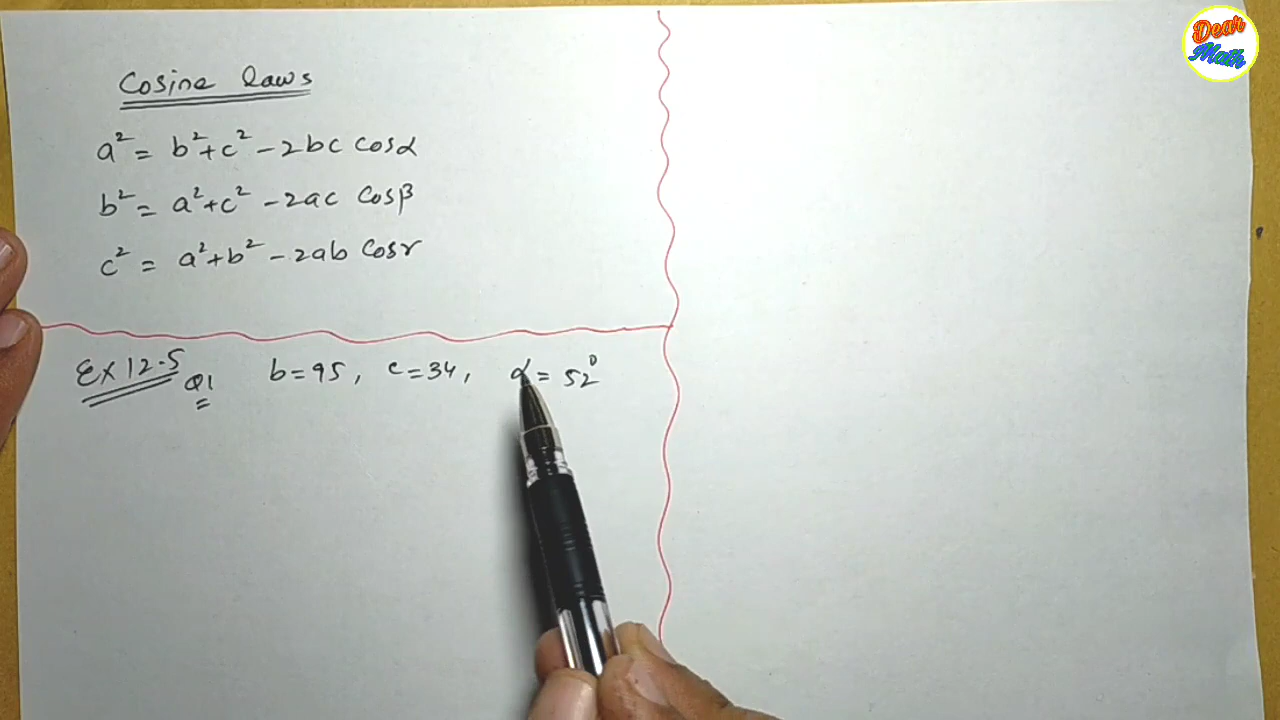 Cosine laws
a² = b²+c² - 2bc cosα
b² = a²+c² - 2ac cosβ
c² = a²+b² - 2ab cosγ
Ex 12.5 Q1 b=95, c=34, α = 52°
Dear
Math